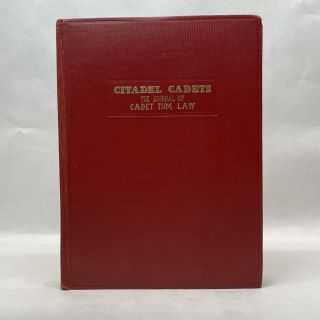 CITADEL CADETS
THE JOURNAL OF
CADET TOM LAW